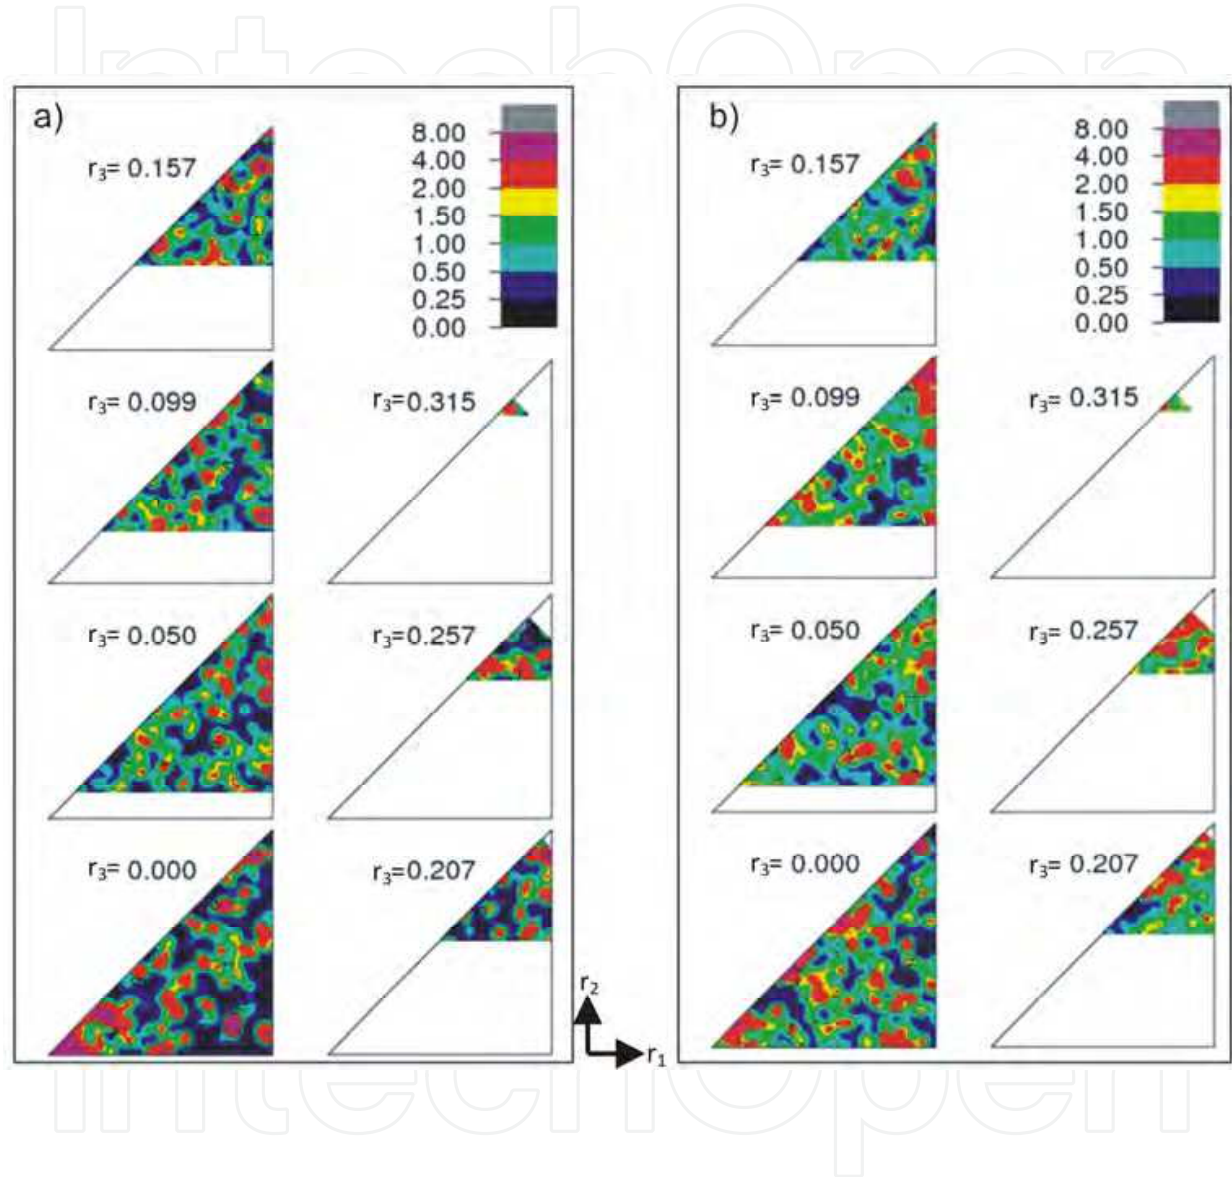 IntechOpen
a)
8.00
4.00
2.00
1.50
1.00
0.50
0.25
0.00
r₃= 0.157
r₃= 0.099
r₃=0.315
r₃= 0.050
r₃=0.257
r₃= 0.000
r₃=0.207
r₂
r₁
b)
8.00
4.00
2.00
1.50
1.00
0.50
0.25
0.00
r₃= 0.157
r₃= 0.099
r₃= 0.315
r₃= 0.050
r₃= 0.257
r₃= 0.000
r₃= 0.207
IntechOpen